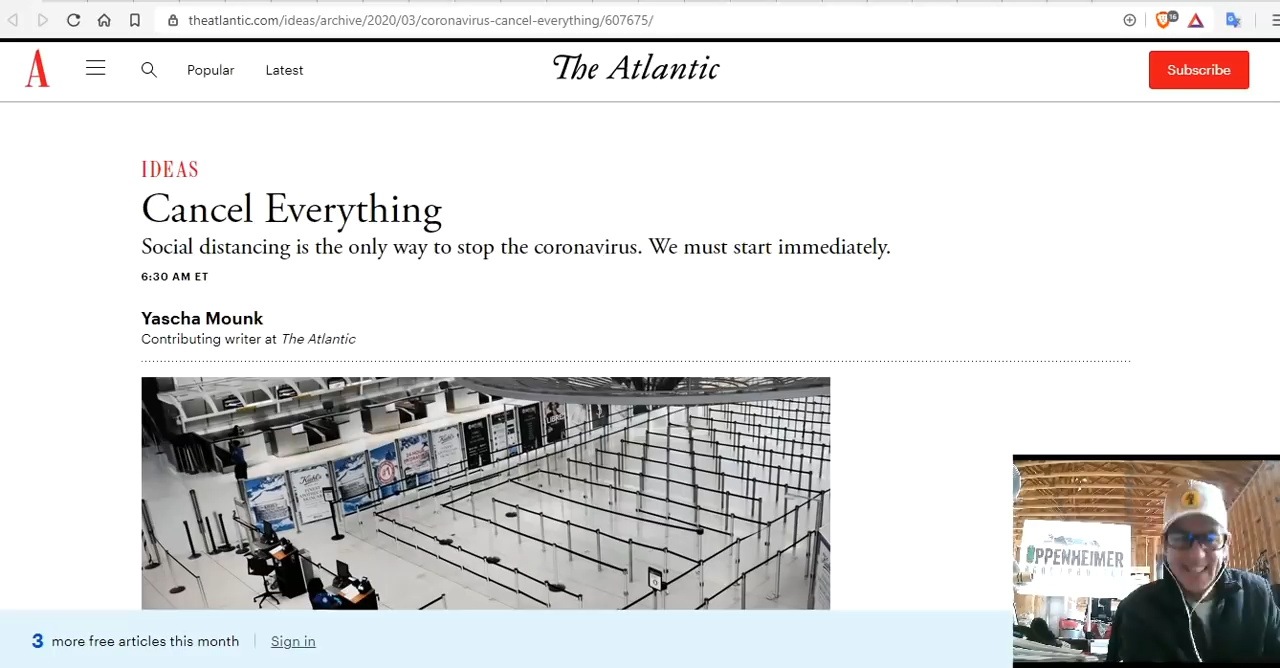 theatlantic.com/ideas/archive/2020/03/coronavirus-cancel-everything/607675/
16
A
Popular
Latest
The Atlantic
Subscribe
IDEAS
Cancel Everything
Social distancing is the only way to stop the coronavirus. We must start immediately.
6:30 AM ET
Yascha Mounk
Contributing writer at The Atlantic
Kiehl's
OPPENHEIMER
3 more free articles this month
Sign in